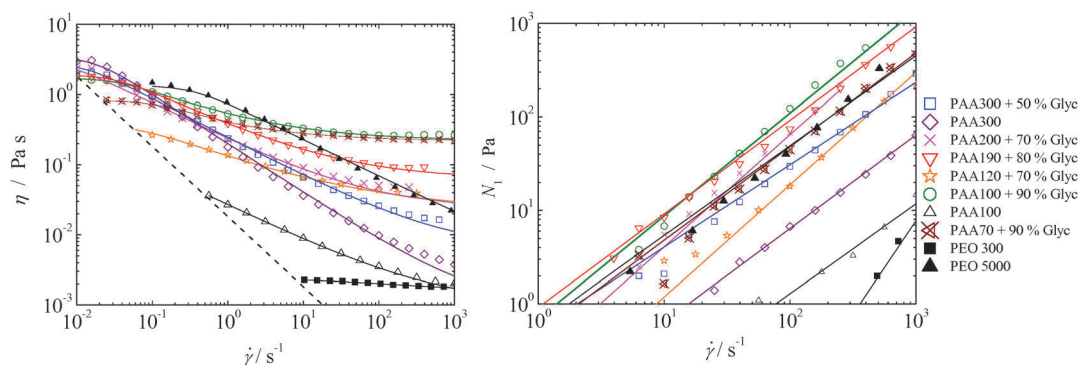 η / Pa s
10¹
10⁰
10⁻¹
10⁻²
10⁻³
10⁻² 10⁻¹ 10⁰ 10¹ 10² 10³
γ̇ / s⁻¹
N₁ / Pa
10³
10²
10¹
10⁰
10⁰ 10¹ 10² 10³
γ̇ / s⁻¹
PAA300 + 50 % Glyc
PAA300
PAA200 + 70 % Glyc
PAA190 + 80 % Glyc
PAA120 + 70 % Glyc
PAA100 + 90 % Glyc
PAA100
PAA70 + 90 % Glyc
PEO 300
PEO 5000